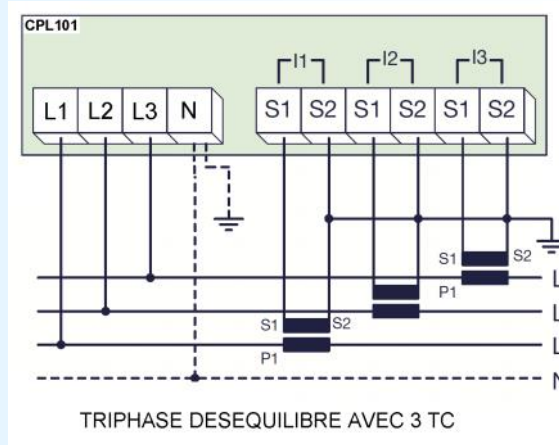 CPL101
I1 I2 I3
L1 L2 L3 N S1 S2 S1 S2 S1 S2
S1 S2
L
P1
L
S1 S2
L
P1
N
TRIPHASE DESEQUILIBRE AVEC 3 TC